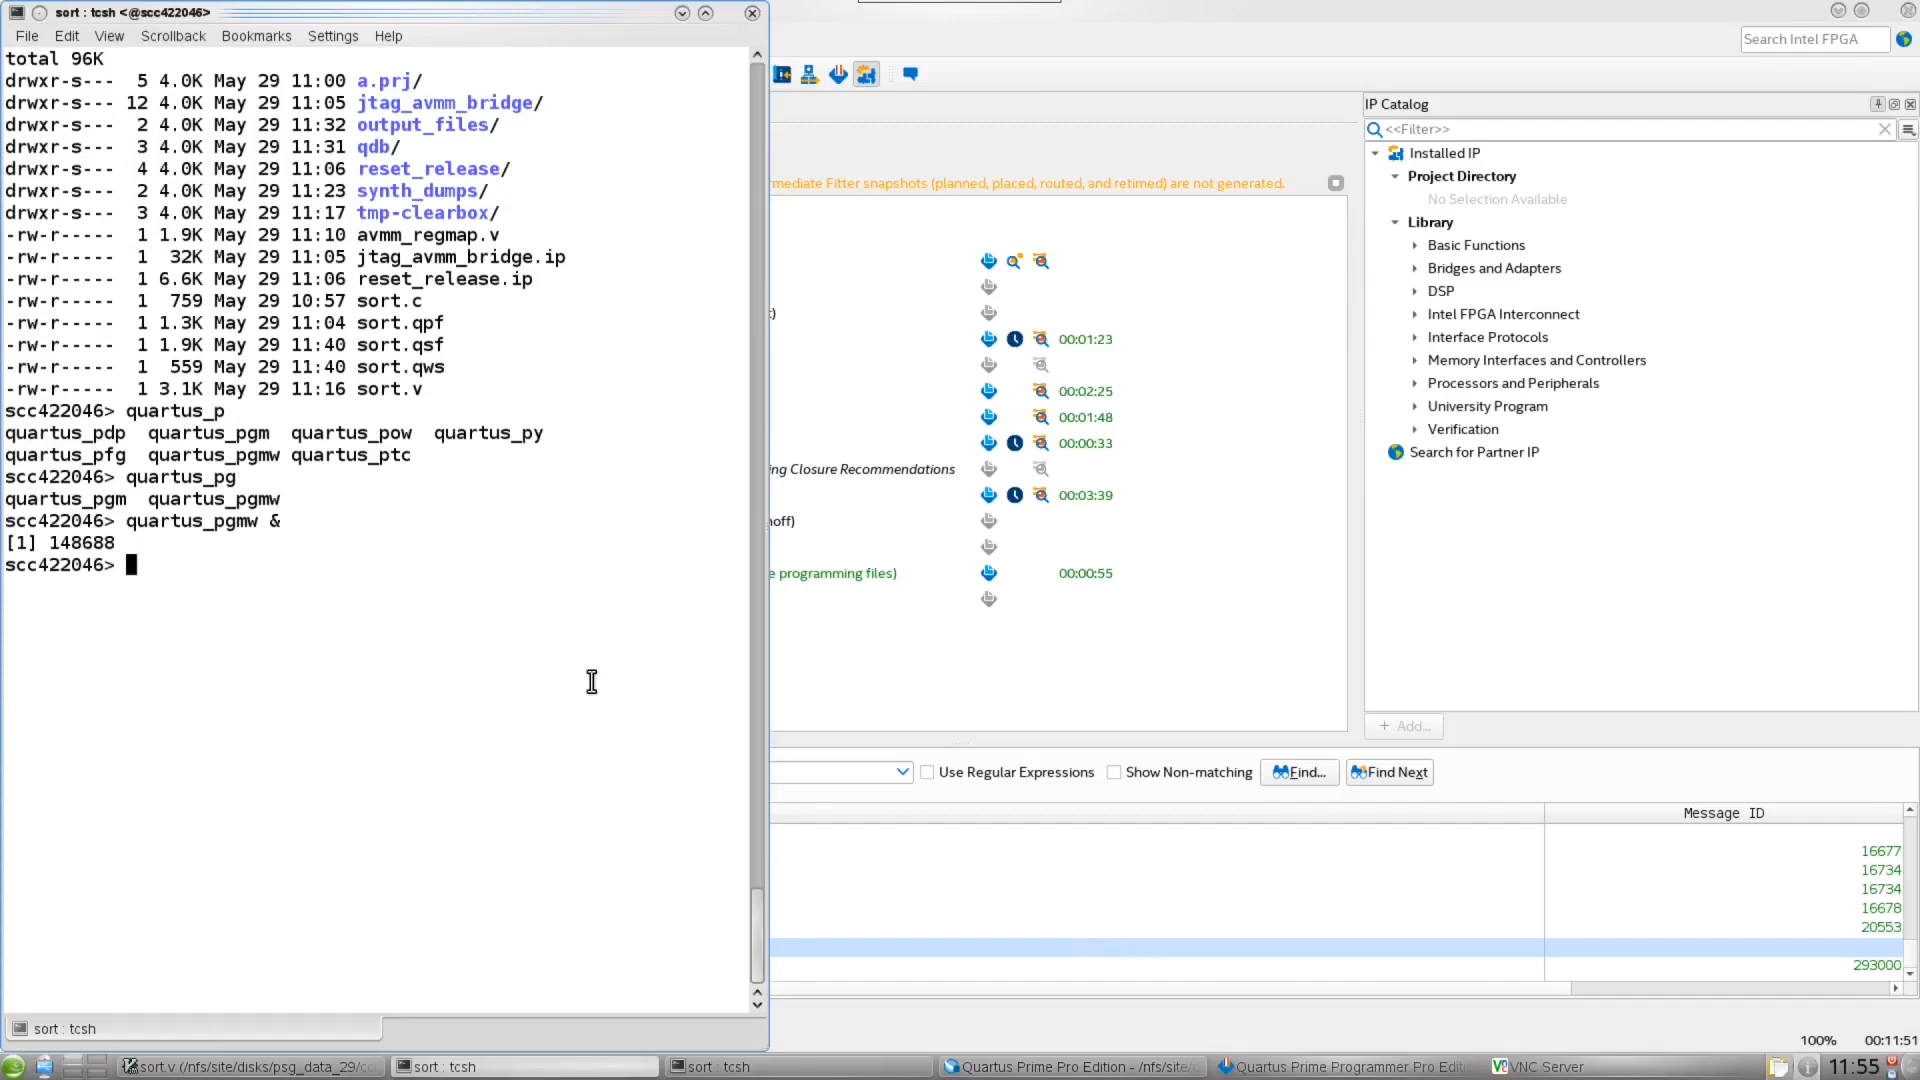 sort : tcsh <@scc422046>
File Edit View Scrollback Bookmarks Settings Help
total 96K
drwxr-s--- 5 4.0K May 29 11:00 a.prj/
drwxr-s--- 12 4.0K May 29 11:05 jtag_avmm_bridge/
drwxr-s--- 2 4.0K May 29 11:32 output_files/
drwxr-s--- 3 4.0K May 29 11:31 qdb/
drwxr-s--- 4 4.0K May 29 11:06 reset_release/
drwxr-s--- 2 4.0K May 29 11:23 synth_dumps/
drwxr-s--- 3 4.0K May 29 11:17 tmp-clearbox/
-rw-r----- 1 1.9K May 29 11:10 avmm_regmap.v
-rw-r----- 1 32K May 29 11:05 jtag_avmm_bridge.ip
-rw-r----- 1 6.6K May 29 11:06 reset_release.ip
-rw-r----- 1 759 May 29 10:57 sort.c
-rw-r----- 1 1.3K May 29 11:04 sort.qpf
-rw-r----- 1 1.9K May 29 11:40 sort.qsf
-rw-r----- 1 559 May 29 11:40 sort.qws
-rw-r----- 1 3.1K May 29 11:16 sort.v
scc422046> quartus_p
quartus_pdp quartus_pgm quartus_pow quartus_py
quartus_pfg quartus_pgmw quartus_ptc
scc422046> quartus_pg
quartus_pgm quartus_pgmw
scc422046> quartus_pgmw &
[1] 148688
scc422046>
sort : tcsh
Search Intel FPGA
mediate Fitter snapshots (planned, placed, routed, and retimed) are not generated.
:)
00:01:23
00:02:25
00:01:48
00:00:33
ing Closure Recommendations
00:03:39
noff)
e programming files)
00:00:55
IP Catalog
<<Filter>>
Installed IP
Project Directory
No Selection Available
Library
Basic Functions
Bridges and Adapters
DSP
Intel FPGA Interconnect
Interface Protocols
Memory Interfaces and Controllers
Processors and Peripherals
University Program
Verification
Search for Partner IP
+ Add...
Use Regular Expressions
Show Non-matching
Find...
Find Next
Message ID
16677
16734
16734
16678
20553
293000
100% 00:11:51
sort.v (/nfs/site/disks/psg_data_29/co
sort : tcsh
sort : tcsh
Quartus Prime Pro Edition - /nfs/site/
Quartus Prime Programmer Pro Edit
VNC Server
11:55